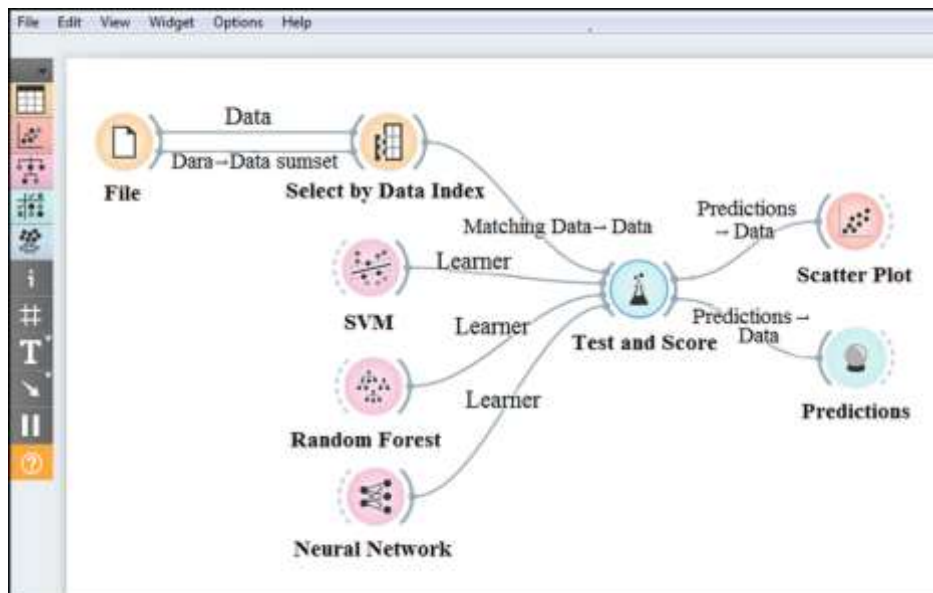 File Edit View Widget Options Help
Data
Dara→Data sumset
File
Select by Data Index
Matching Data→ Data
Predictions
→ Data
Learner
Scatter Plot
SVM
Test and Score
Learner
Predictions →
Data
Learner
Predictions
Random Forest
Neural Network
T
?